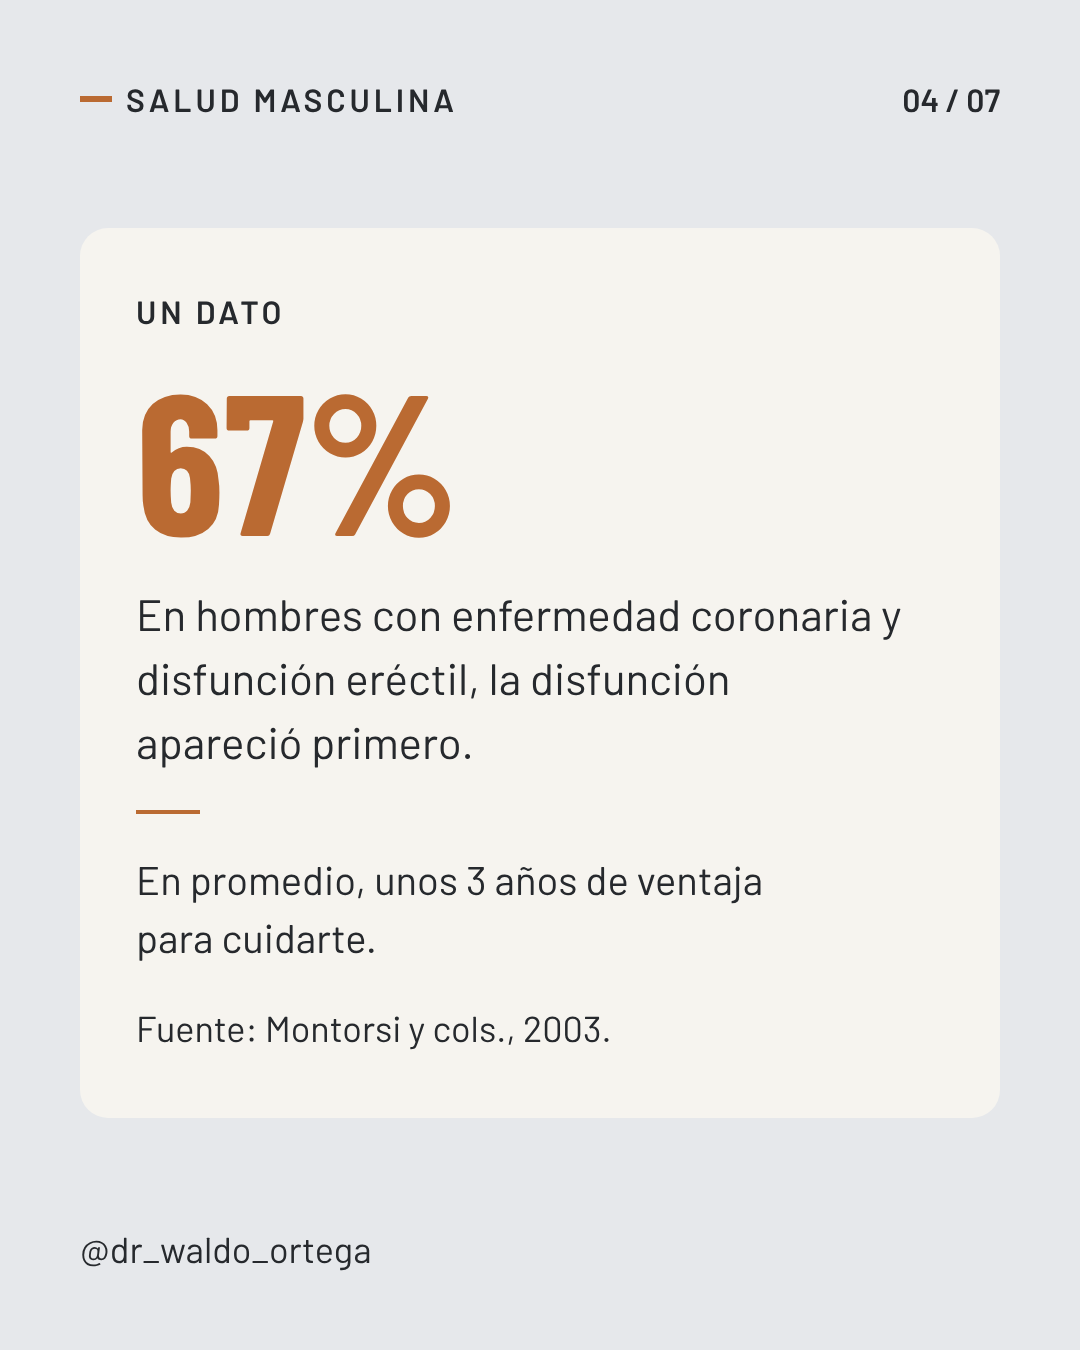 SALUD MASCULINA
04 / 07
UN DATO
67%
En hombres con enfermedad coronaria y
disfunción eréctil, la disfunción
apareció primero.
En promedio, unos 3 años de ventaja
para cuidarte.
Fuente: Montorsi y cols., 2003.
@dr_waldo_ortega